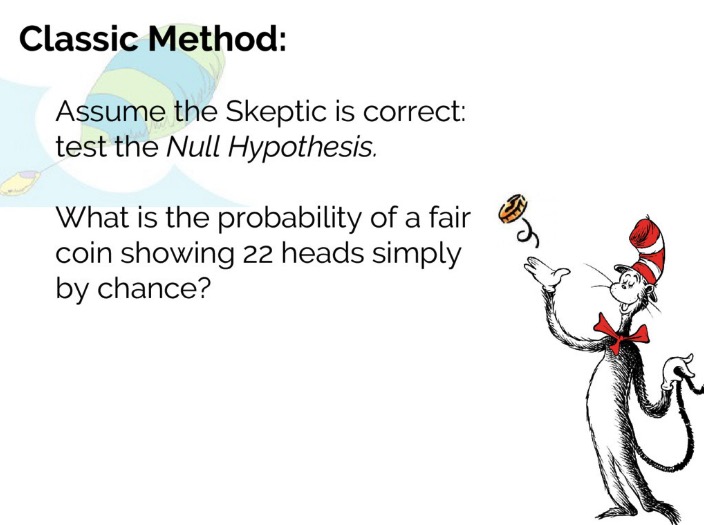 Classic Method:
Assume the Skeptic is correct:
test the Null Hypothesis.
What is the probability of a fair
coin showing 22 heads simply
by chance?